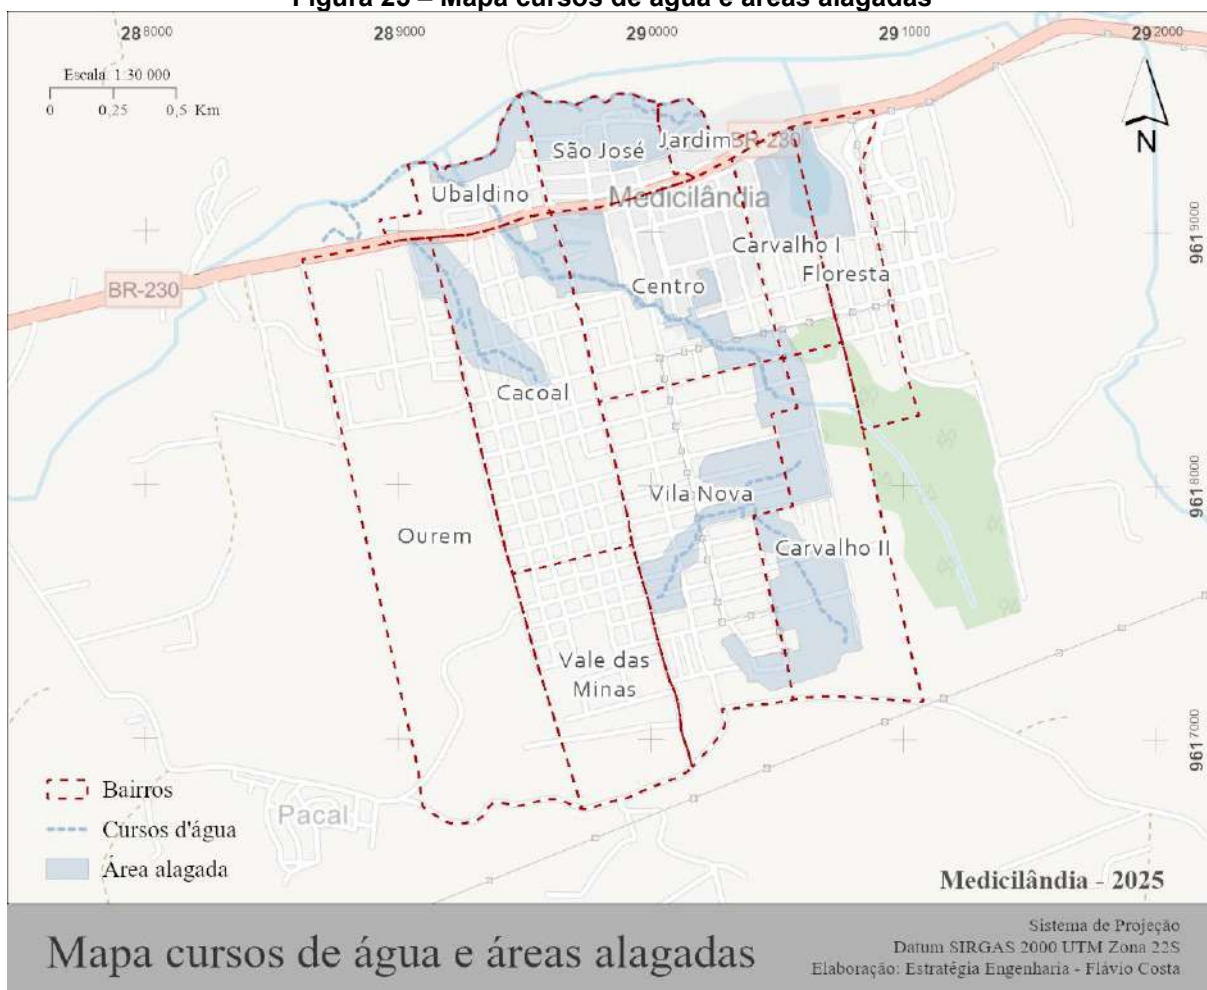 Figura 25 – Mapa cursos de água e áreas alagadas
288000 289000 290000 291000 292000
Escala 1:30 000
0 0,25 0,5 Km
N
São José
Jardim
BR-230
Ubaldino
Medicilândia
9619000
Carvalho I
Floresta
BR-230
Centro
Cacoal
Vila Nova
9618000
Ourem
Carvalho II
Vale das
Minas
9617000
Bairros
Pacal
Cursos d'água
Área alagada
Medicilândia - 2025
Mapa cursos de água e áreas alagadas
Sistema de Projeção
Datum SIRGAS 2000 UTM Zona 22S
Elaboração: Estratégia Engenharia - Flávio Costa